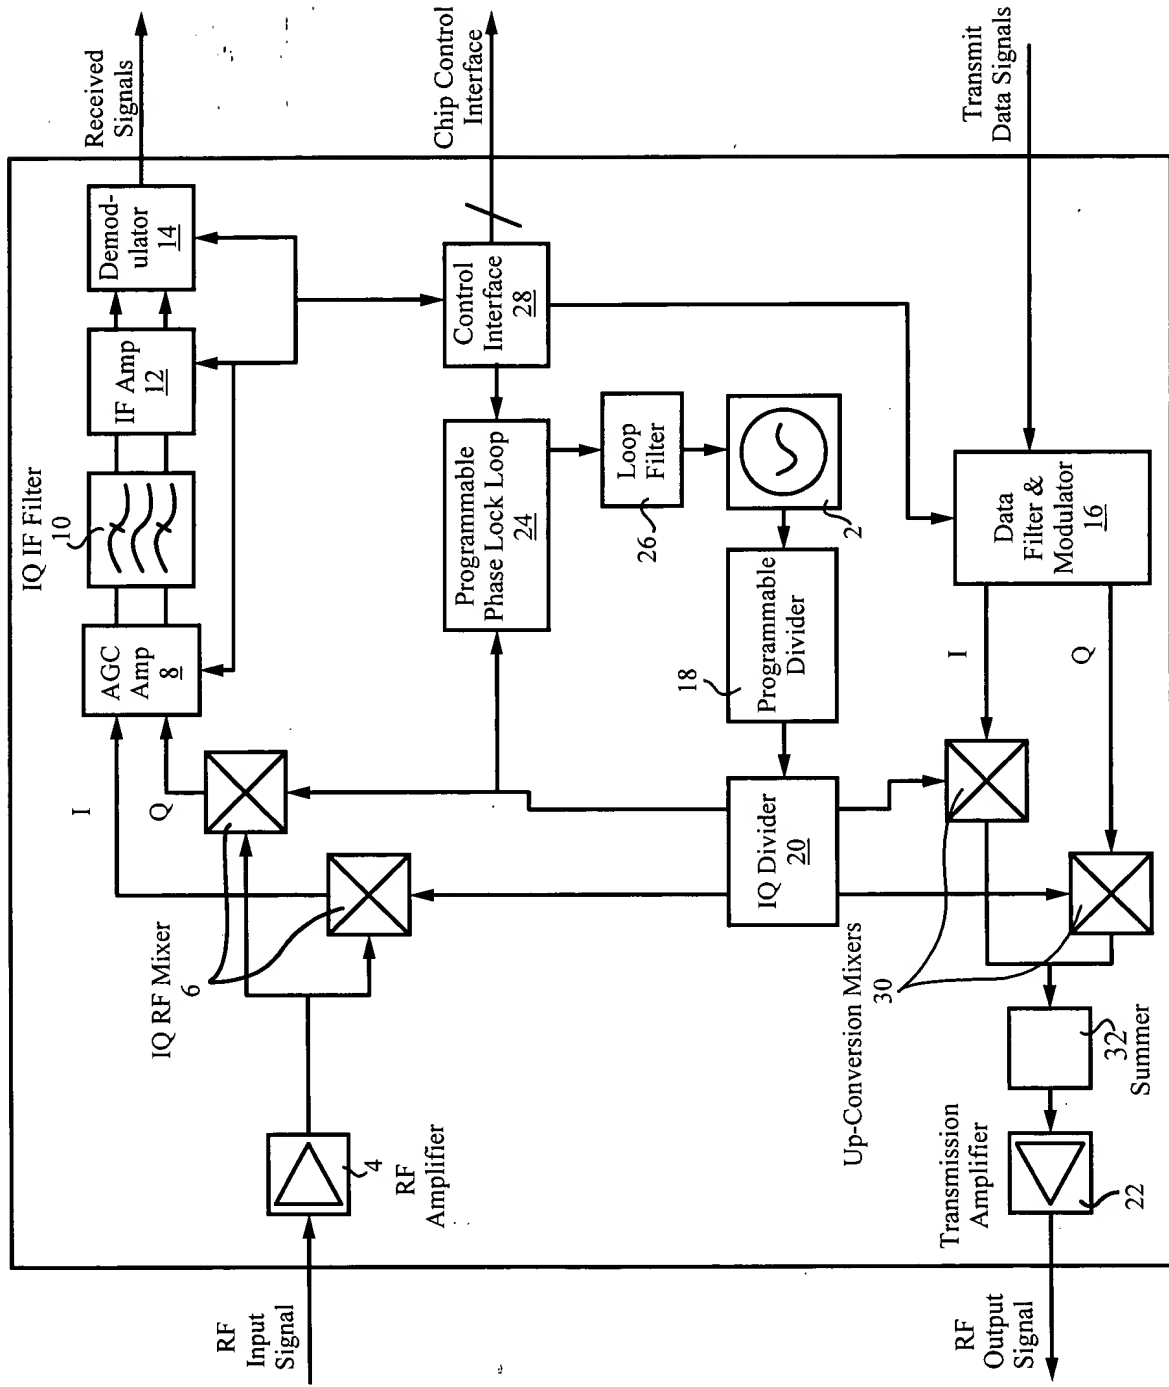 RF
Input
Signal
4
RF
Amplifier
IQ RF Mixer
6
I
Q
AGC
Amp
8
IQ IF Filter
10
IF Amp
12
Demod-
ulator
14
Received
Signals
Programmable
Phase Lock Loop
24
Control
Interface
28
Chip Control
Interface
Loop
Filter
26
2
Programmable
Divider
18
IQ Divider
20
Up-Conversion Mixers
30
I
Q
Data
Filter &
Modulator
16
Transmit
Data Signals
32
Summer
Transmission
Amplifier
22
RF
Output
Signal